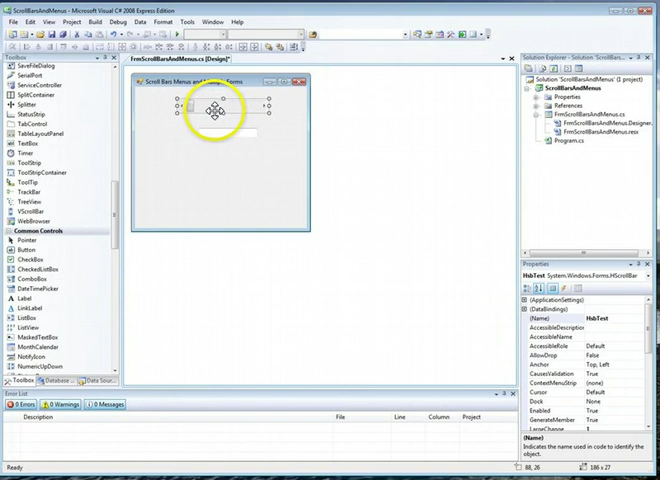 ScrollBarsAndMenus - Microsoft Visual C# 2008 Express Edition
File Edit View Project Build Debug Data Format Tools Window Help
Toolbox
SaveFileDialog
SerialPort
ServiceController
SplitContainer
Splitter
StatusStrip
TabControl
TableLayoutPanel
TextBox
Timer
ToolStrip
ToolStripContainer
ToolTip
TrackBar
TreeView
VScrollBar
WebBrowser
Common Controls
Pointer
Button
CheckBox
CheckedListBox
ComboBox
DateTimePicker
Label
LinkLabel
ListBox
ListView
MaskedTextBox
MonthCalendar
NotifyIcon
NumericUpDown
Toolbox Database... Data Sour...
FrmScrollBarsAndMenus.cs [Design]*
Scroll Bars Menus and Forms
Solution Explorer - ScrollBars...
Solution 'ScrollBarsAndMenus' (1 project)
ScrollBarsAndMenus
Properties
References
FrmScrollBarsAndMenus.cs
FrmScrollBarsAndMenus.Designer.
FrmScrollBarsAndMenus.resx
Program.cs
Properties
HsbTest System.Windows.Forms.HScrollBar
(ApplicationSettings)
(DataBindings)
(Name) HsbTest
AccessibleDescription
AccessibleName
AccessibleRole Default
AllowDrop False
Anchor Top, Left
CausesValidation True
ContextMenuStrip (none)
Cursor Default
Dock None
Enabled True
GenerateMember True
LargeChange 1
(Name)
Indicates the name used in code to identify the
object.
Error List
0 Errors 0 Warnings 0 Messages
Description File Line Column Project
Ready 88, 26 186 x 27